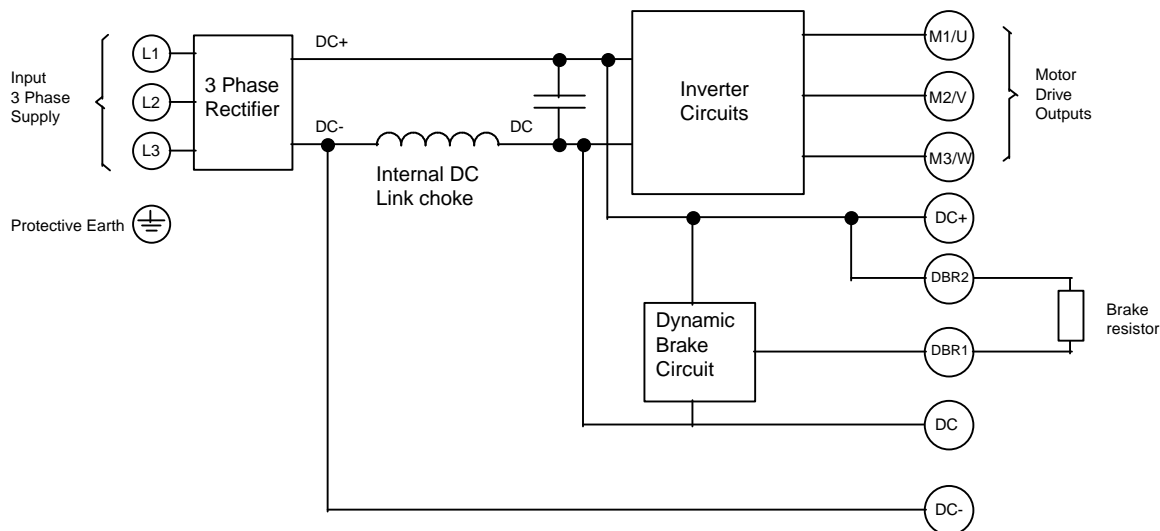 Input
3 Phase
Supply
L1
L2
L3
Protective Earth
3 Phase
Rectifier
DC+
DC-
DC
Internal DC
Link choke
Inverter
Circuits
M1/U
M2/V
M3/W
Motor
Drive
Outputs
DC+
DBR2
DBR1
DC
DC-
Dynamic
Brake
Circuit
Brake
resistor